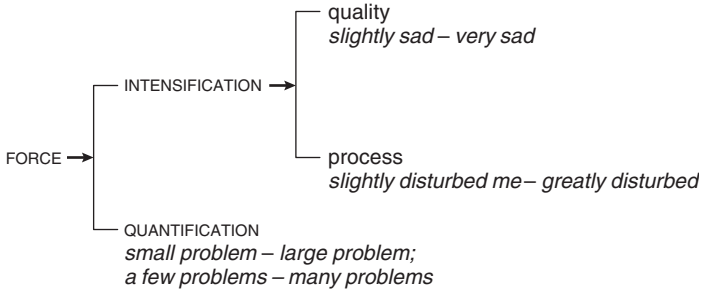 quality
slightly sad – very sad
INTENSIFICATION
process
slightly disturbed me – greatly disturbed
FORCE
QUANTIFICATION
small problem – large problem;
a few problems – many problems